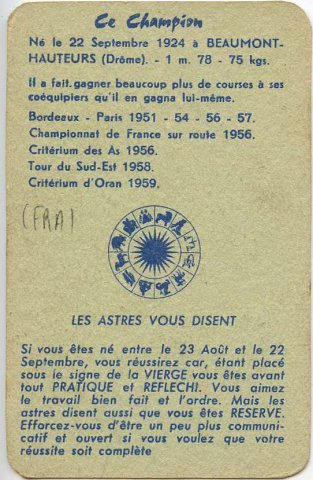 Ce Champion
Né le 22 Septembre 1924 à BEAUMONT-
HAUTEURS (Drôme). - 1 m. 78 - 75 kgs.
Il a fait gagner beaucoup plus de courses à ses
coéquipiers qu'il en gagna lui-même.
Bordeaux - Paris 1951 - 54 - 56 - 57.
Championnat de France sur route 1956.
Critérium des As 1956.
Tour du Sud-Est 1958.
Critérium d'Oran 1959.
(FRA)
LES ASTRES VOUS DISENT
Si vous êtes né entre le 23 Août et le 22
Septembre, vous réussirez car, étant placé
sous le signe de la VIERGE vous êtes avant
tout PRATIQUE et REFLECHI. Vous aimez
le travail bien fait et l'ordre. Mais les
astres disent aussi que vous êtes RESERVE.
Efforcez-vous d'être un peu plus communi-
catif et ouvert si vous voulez que votre
réussite soit complète